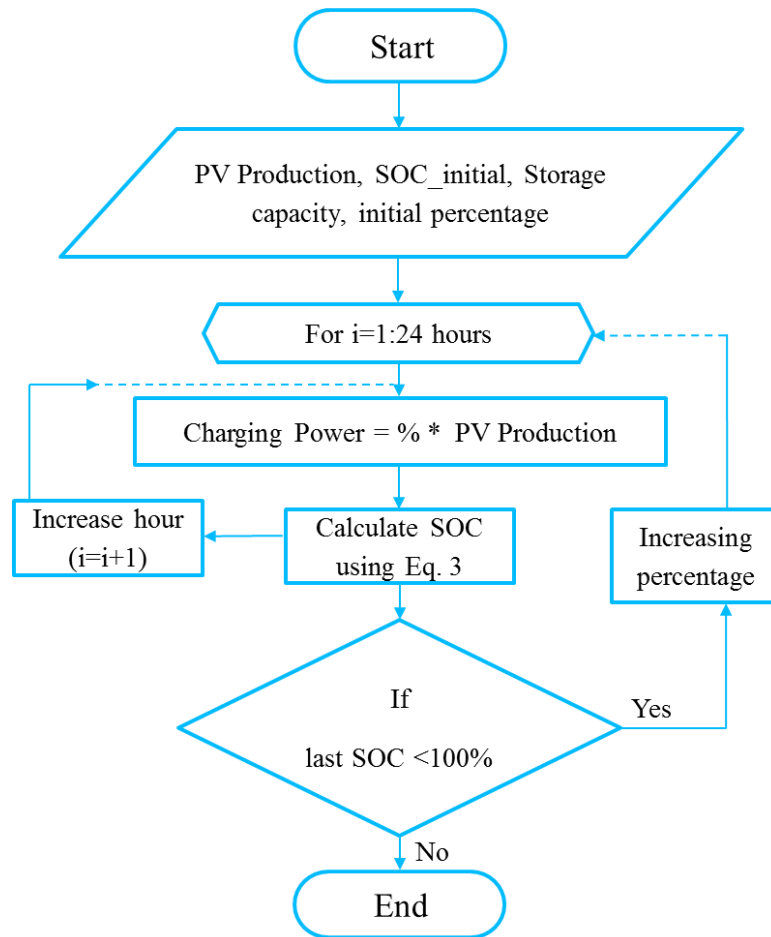 Start
PV Production, SOC_initial, Storage
capacity, initial percentage
For i=1:24 hours
Charging Power = % * PV Production
Increase hour
(i=i+1)
Calculate SOC
using Eq. 3
Increasing
percentage
If
last SOC <100%
Yes
No
End